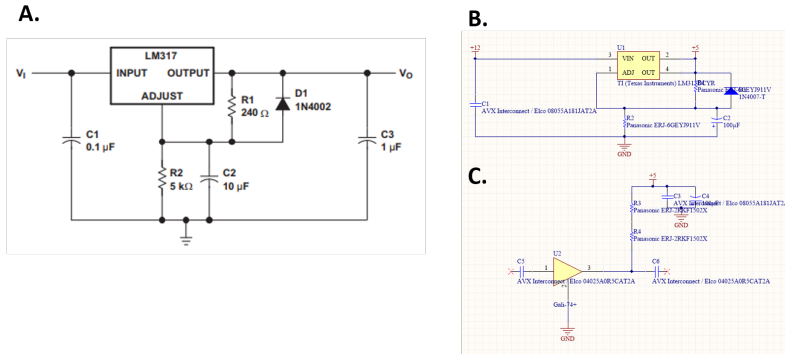 A.
LM317
VI
INPUT OUTPUT
VO
ADJUST
R1
240 Ω
D1
1N4002
C1
0.1 µF
C3
1 µF
R2
5 kΩ
C2
10 µF
B.
+12
U1
+5
3 VIN OUT 2
1 ADJ OUT 4
TI (Texas Instruments)
1N4007-T
C1
AVX Interconnect / Elco 08055A181JAT2A
R2
Panasonic ERJ-6GEYJ911V
C2
100µF
GND
C.
+5
C3
C4
R3
Panasonic ERJ-2RKF1502X
GND
R4
Panasonic ERJ-2RKF1502X
U2
C5
1
3
2
C6
AVX Interconnect / Elco 04025A0R5CAT2A
AVX Interconnect / Elco 04025A0R5CAT2A
Gali-74+
GND